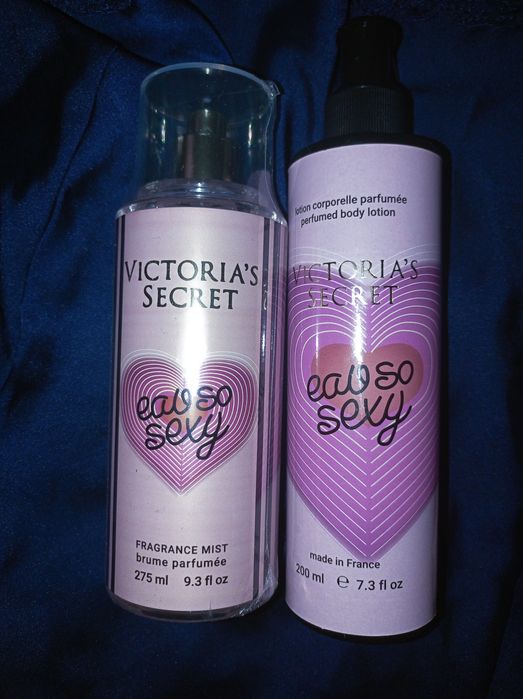 VICTORIA'S
SECRET
eau so
sexy
FRAGRANCE MIST
brume parfumée
275 ml 9.3 fl oz
lotion corporelle parfumée
perfumed body lotion
VICTORIA'S
SECRET
eau so
sexy
made in France
200 ml e 7.3 fl oz